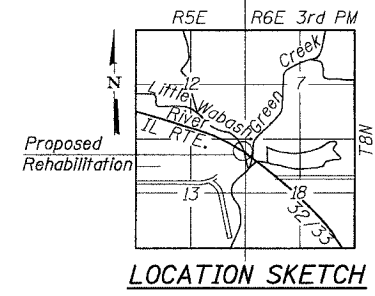 R5E R6E 3rd PM
N
12
7
Creek
Green
Little Wabash
River
IL RTE.
32/33
T8N
Proposed
Rehabilitation
13
18
LOCATION SKETCH